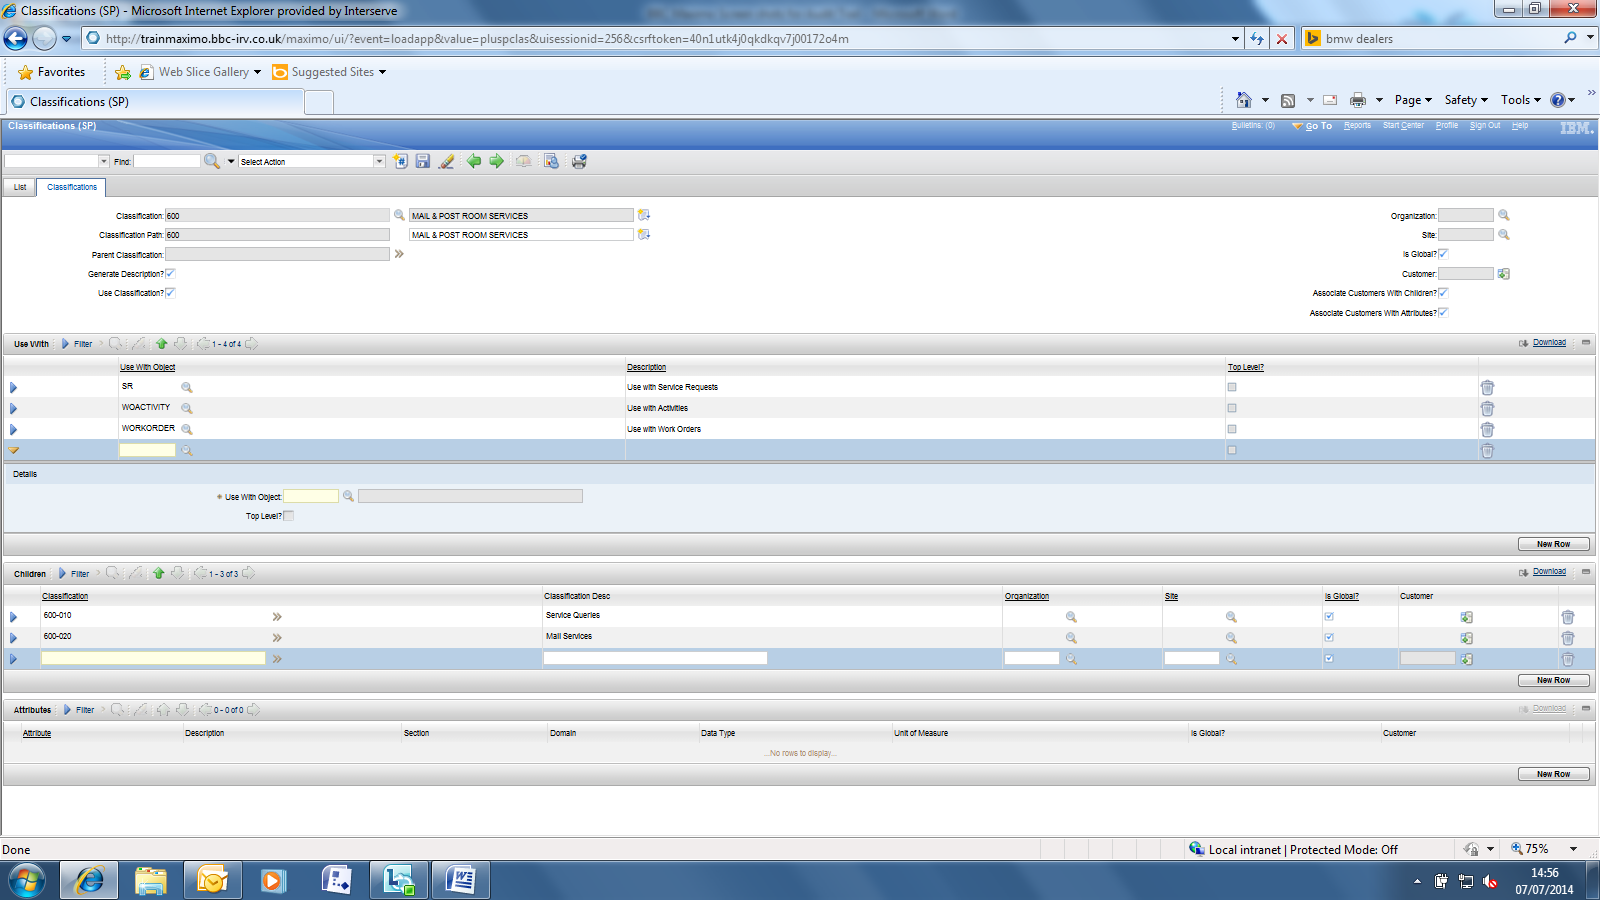 Classifications (SP) - Microsoft Internet Explorer provided by Interserve
http://trainmaximo.bbc-irv.co.uk/maximo/ui/?event=loadapp&value=pluspclas&uisessionid=256&csrftoken=40n1utk4j0qkdkqv7j00172o4m
bmw dealers
Favorites Web Slice Gallery Suggested Sites
Classifications (SP)
Page Safety Tools
Classifications (SP) Bulletins: (0) Go To Reports Start Center Profile Sign Out Help IBM.
Find: Select Action
List Classifications
Classification: 600 MAIL & POST ROOM SERVICES Organization:
Classification Path: 600 MAIL & POST ROOM SERVICES Site:
Parent Classification: Is Global?
Generate Description? Customer:
Use Classification? Associate Customers With Children?
Associate Customers With Attributes?
Use With Filter 1 - 4 of 4 Download
Use With Object Description Top Level?
SR Use with Service Requests
WOACTIVITY Use with Activities
WORKORDER Use with Work Orders
Details
Use With Object:
Top Level?
New Row
Children Filter 1 - 3 of 3 Download
Classification Classification Desc Organization Site Is Global? Customer
600-010 Service Queries
600-020 Mail Services
New Row
Attributes Filter 0 - 0 of 0 Download
Attribute Description Section Domain Data Type Unit of Measure Is Global? Customer
...No rows to display...
New Row
Done Local intranet | Protected Mode: Off 75%
14:56
07/07/2014